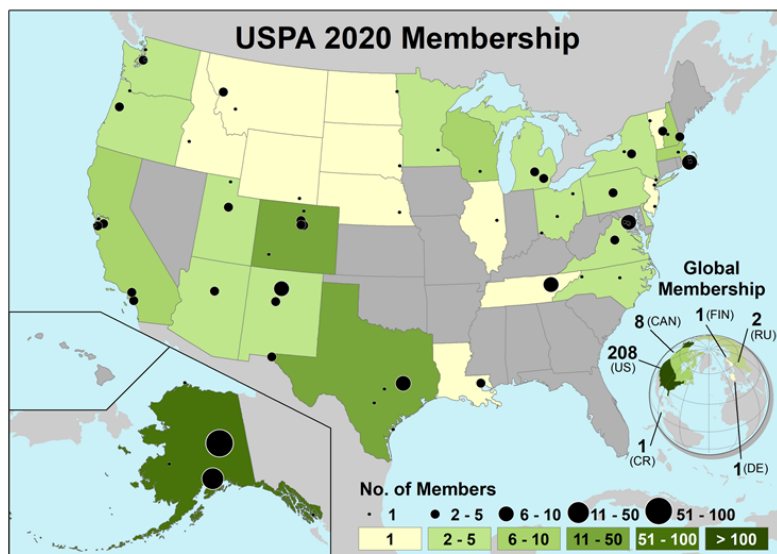 USPA 2020 Membership
Global
Membership
1 (FIN)
8 (CAN)
2
(RU)
208
(US)
1
(CR)
1 (DE)
No. of Members
1
2 - 5
6 - 10
11 - 50
51 - 100
1
2 - 5
6 - 10
11 - 50
51 - 100
> 100